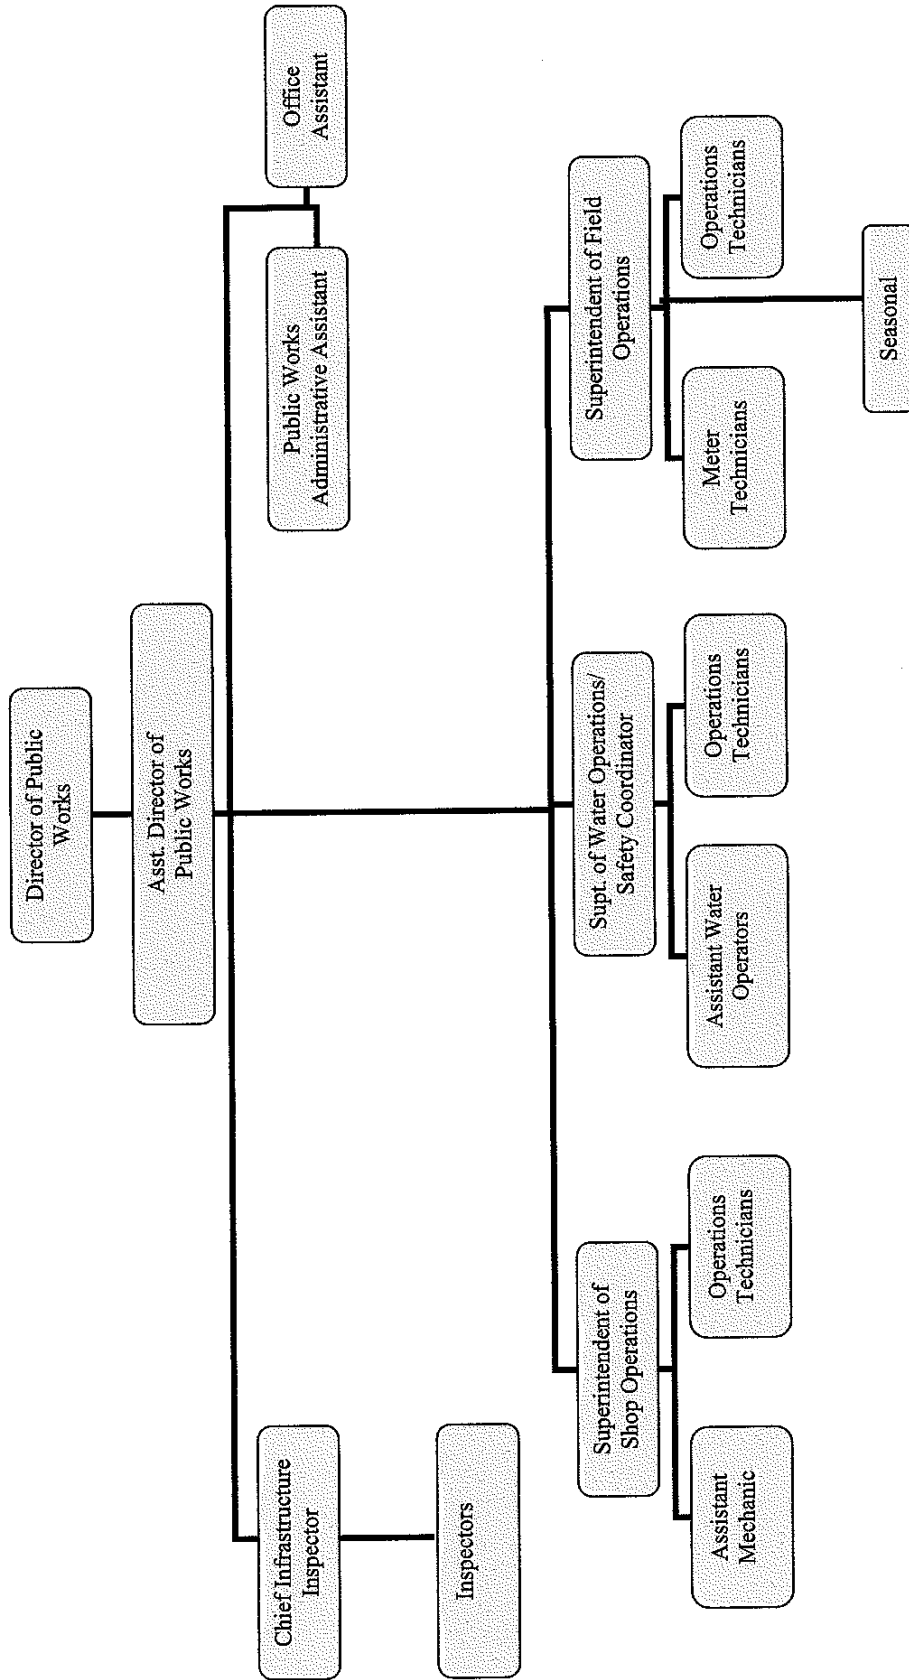 Director of Public
Works
Asst. Director of
Public Works
Chief Infrastructure
Inspector
Inspectors
Public Works
Administrative Assistant
Office
Assistant
Superintendent of
Shop Operations
Assistant
Mechanic
Operations
Technicians
Supt. of Water Operations/
Safety Coordinator
Assistant Water
Operators
Operations
Technicians
Superintendent of Field
Operations
Meter
Technicians
Operations
Technicians
Seasonal